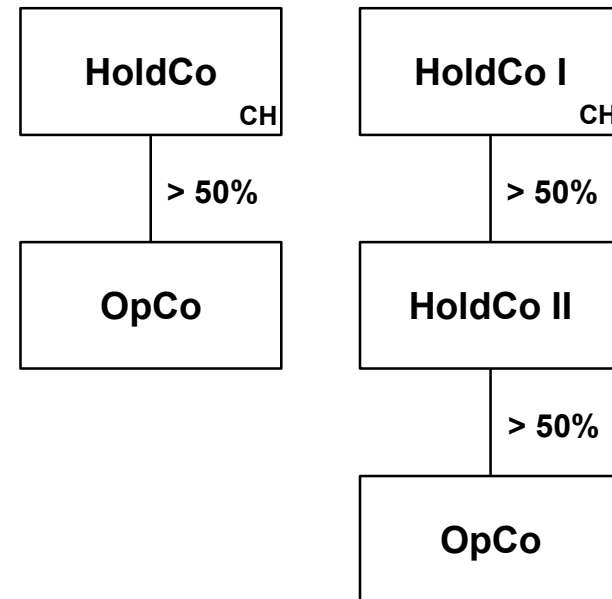 HoldCo
CH
> 50%
OpCo
HoldCo I
CH
> 50%
HoldCo II
> 50%
OpCo